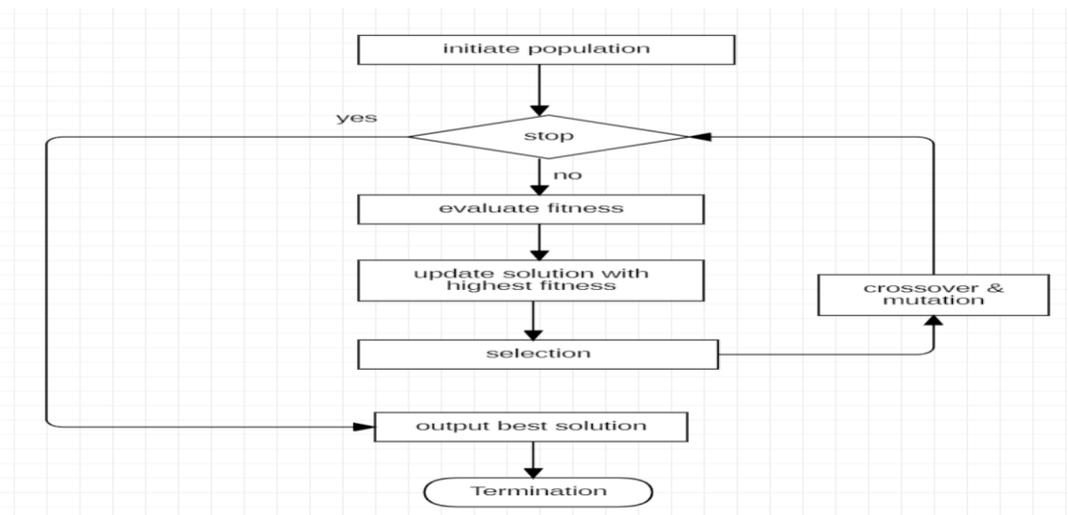 initiate population
yes
stop
no
evaluate fitness
update solution with
highest fitness
crossover &
mutation
selection
output best solution
Termination